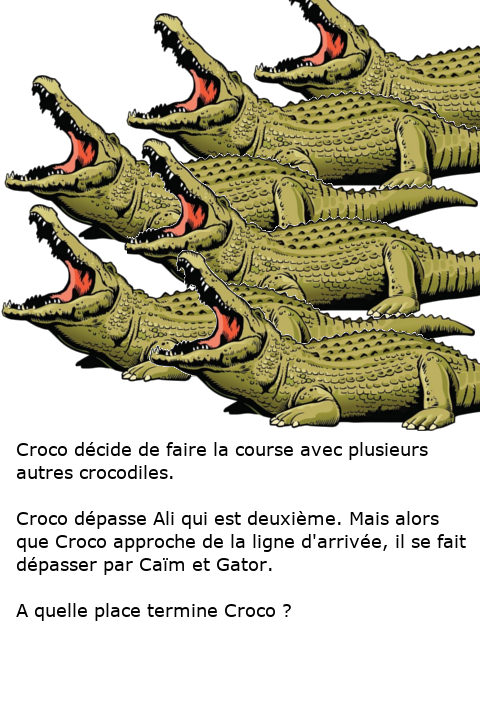 Croco décide de faire la course avec plusieurs
autres crocodiles.
Croco dépasse Ali qui est deuxième. Mais alors
que Croco approche de la ligne d'arrivée, il se fait
dépasser par Caïm et Gator.
A quelle place termine Croco ?